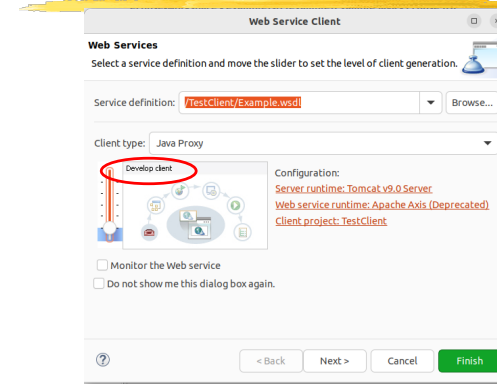 Web Service Client
Web Services
Select a service definition and move the slider to set the level of client generation.
Service definition: /TestClient/Example.wsdl Browse...
Client type: Java Proxy
Develop client
Configuration:
Server runtime: Tomcat v9.0 Server
Web service runtime: Apache Axis (Deprecated)
Client project: TestClient
Monitor the Web service
Do not show me this dialog box again.
< Back Next > Cancel Finish